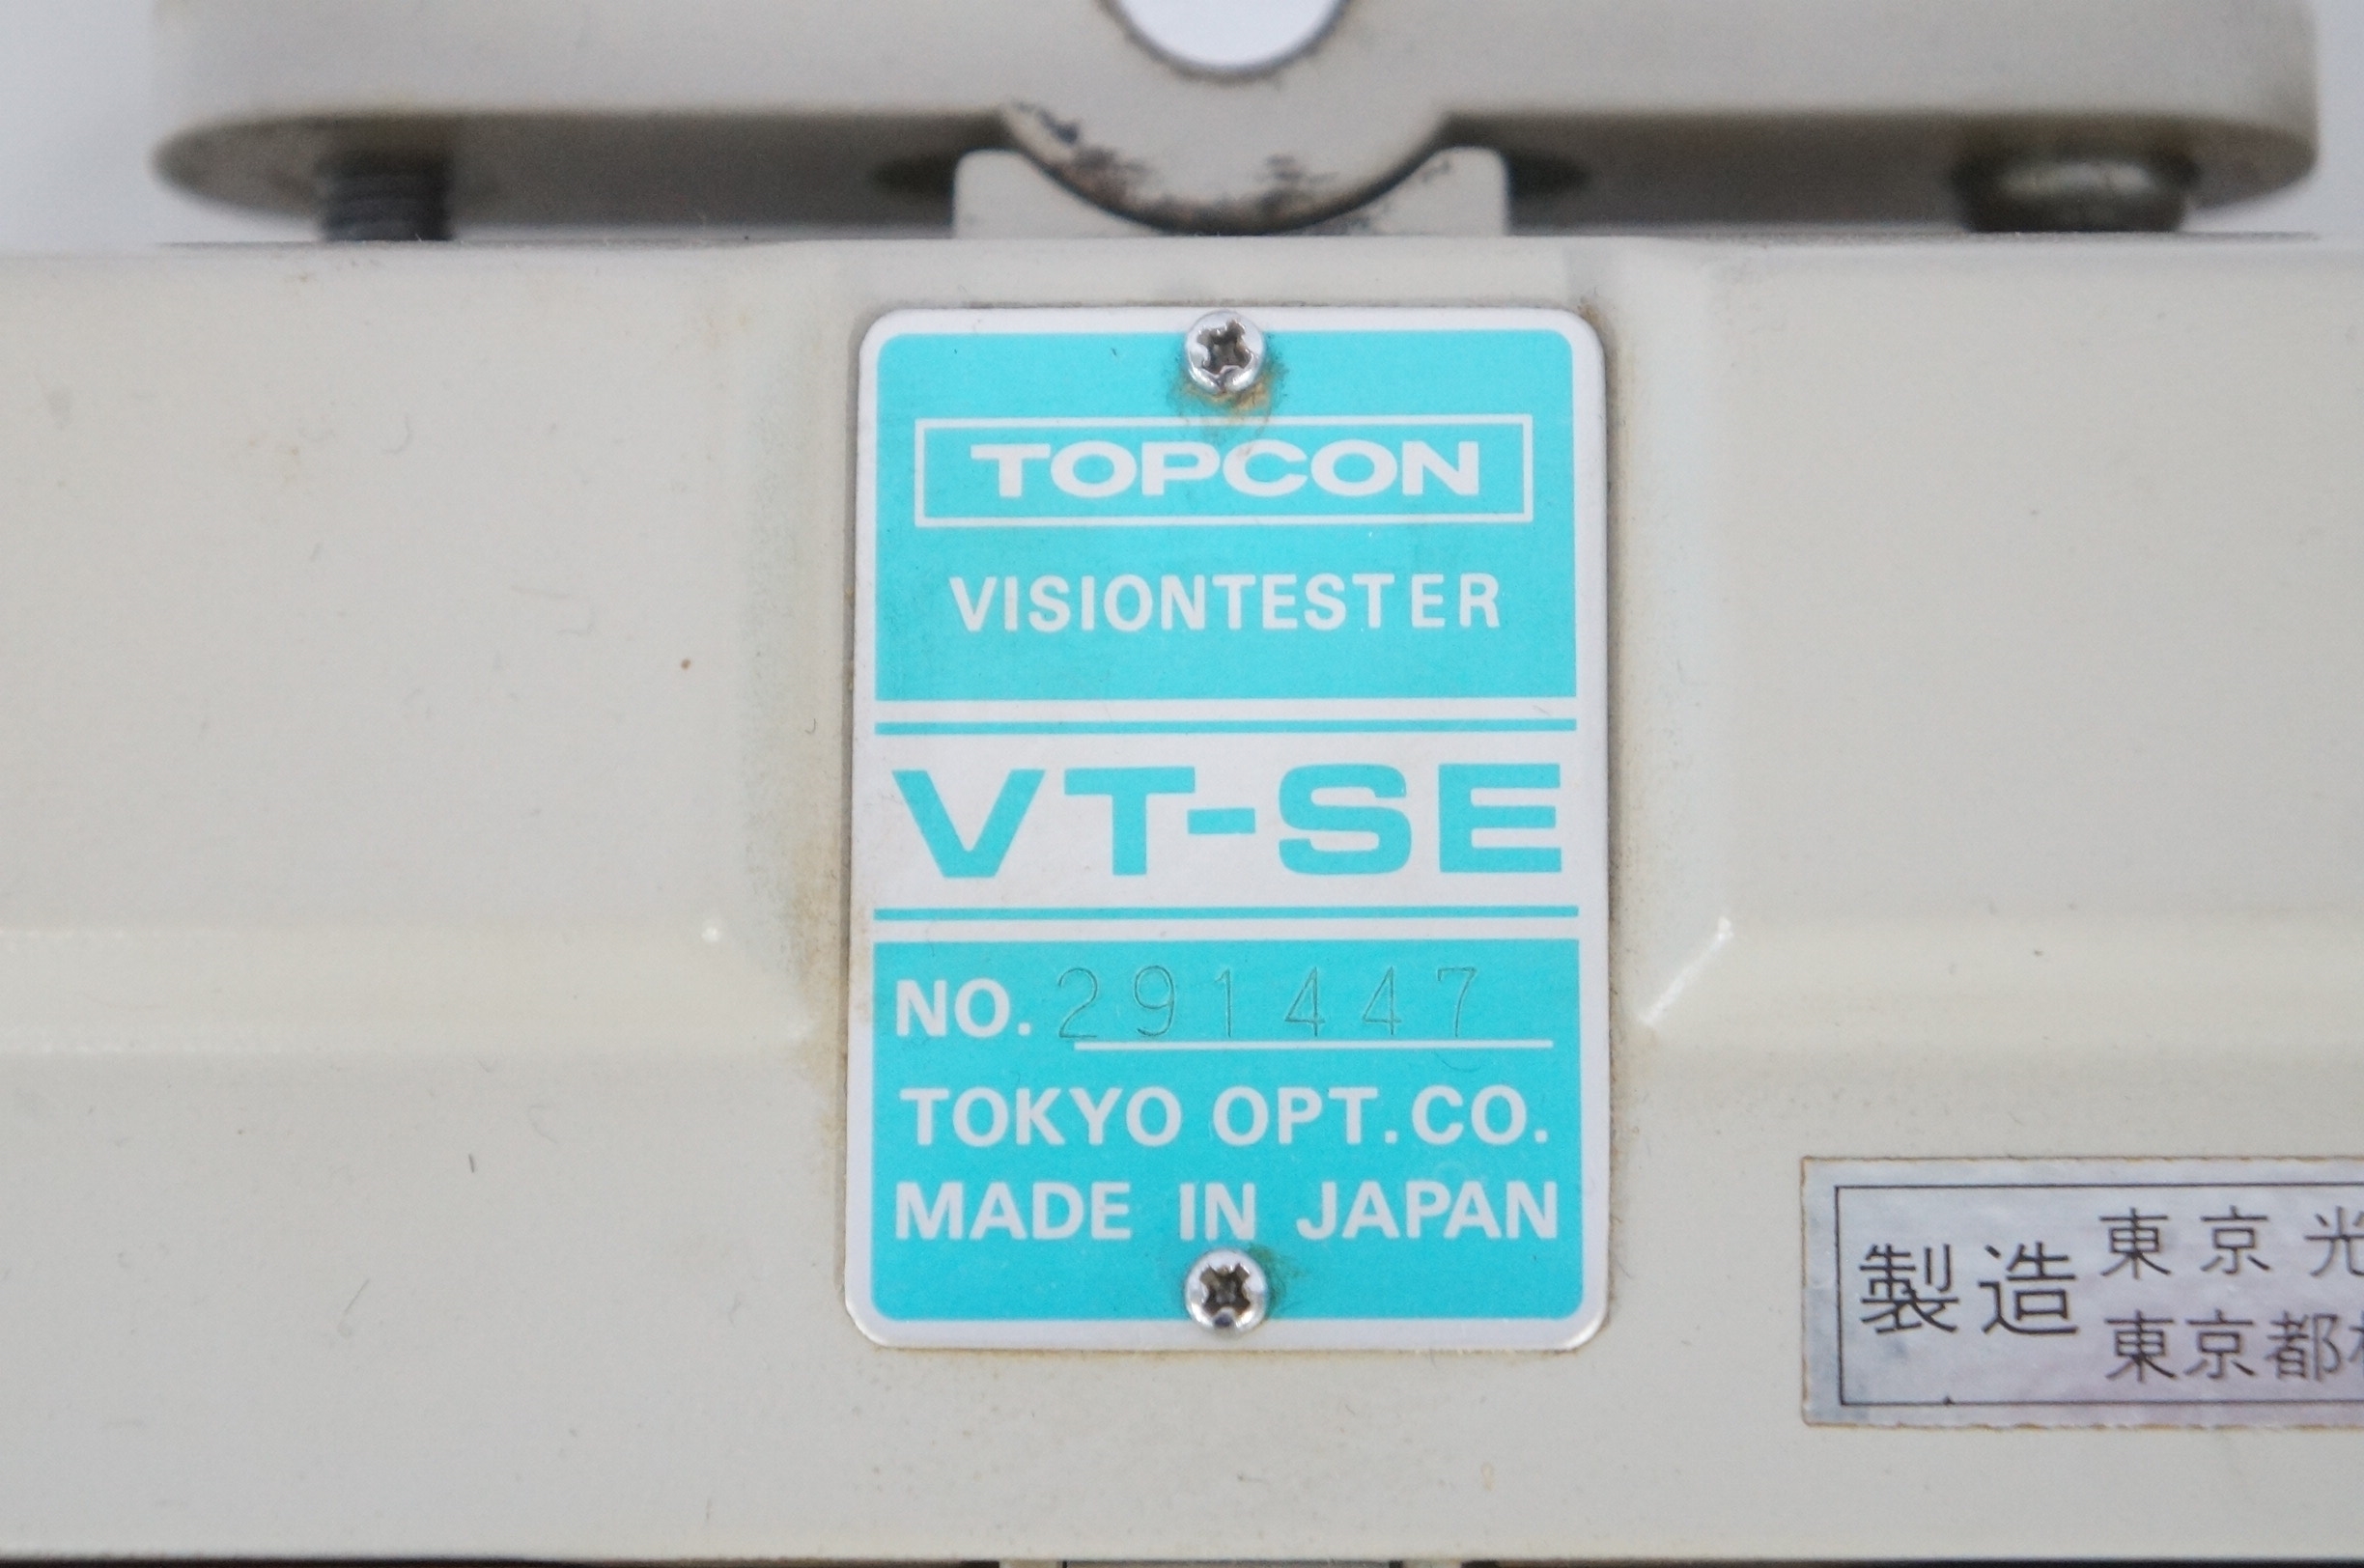 TOPCON
VISIONTESTER
VT-SE
NO. 291447
TOKYO OPT.CO.
MADE IN JAPAN
製造
東京光
東京都